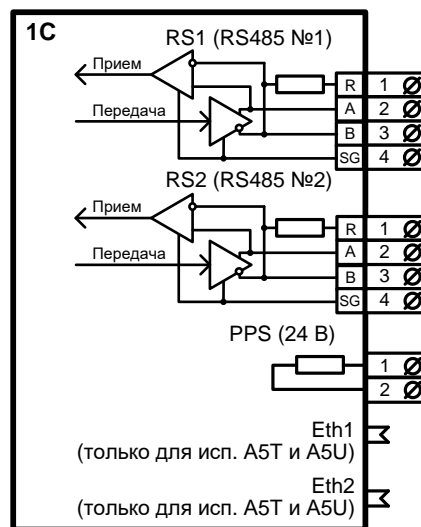 1C
RS1 (RS485 №1)
Прием
Передача
R 1
A 2
B 3
SG 4
RS2 (RS485 №2)
Прием
Передача
R 1
A 2
B 3
SG 4
PPS (24 В)
1
2
Eth1
(только для исп. A5T и A5U)
Eth2
(только для исп. A5T и A5U)